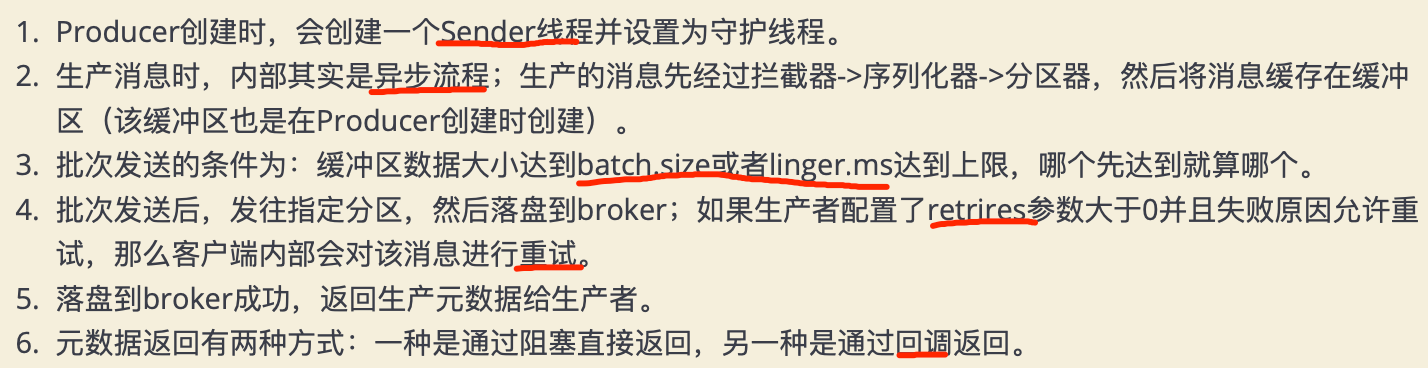 1. Producer创建时，会创建一个Sender线程并设置为守护线程。
2. 生产消息时，内部其实是异步流程；生产的消息先经过拦截器->序列化器->分区器，然后将消息缓存在缓冲
区（该缓冲区也是在Producer创建时创建）。
3. 批次发送的条件为：缓冲区数据大小达到batch.size或者linger.ms达到上限，哪个先达到就算哪个。
4. 批次发送后，发往指定分区，然后落盘到broker；如果生产者配置了retrires参数大于0并且失败原因允许重
试，那么客户端内部会对该消息进行重试。
5. 落盘到broker成功，返回生产元数据给生产者。
6. 元数据返回有两种方式：一种是通过阻塞直接返回，另一种是通过回调返回。